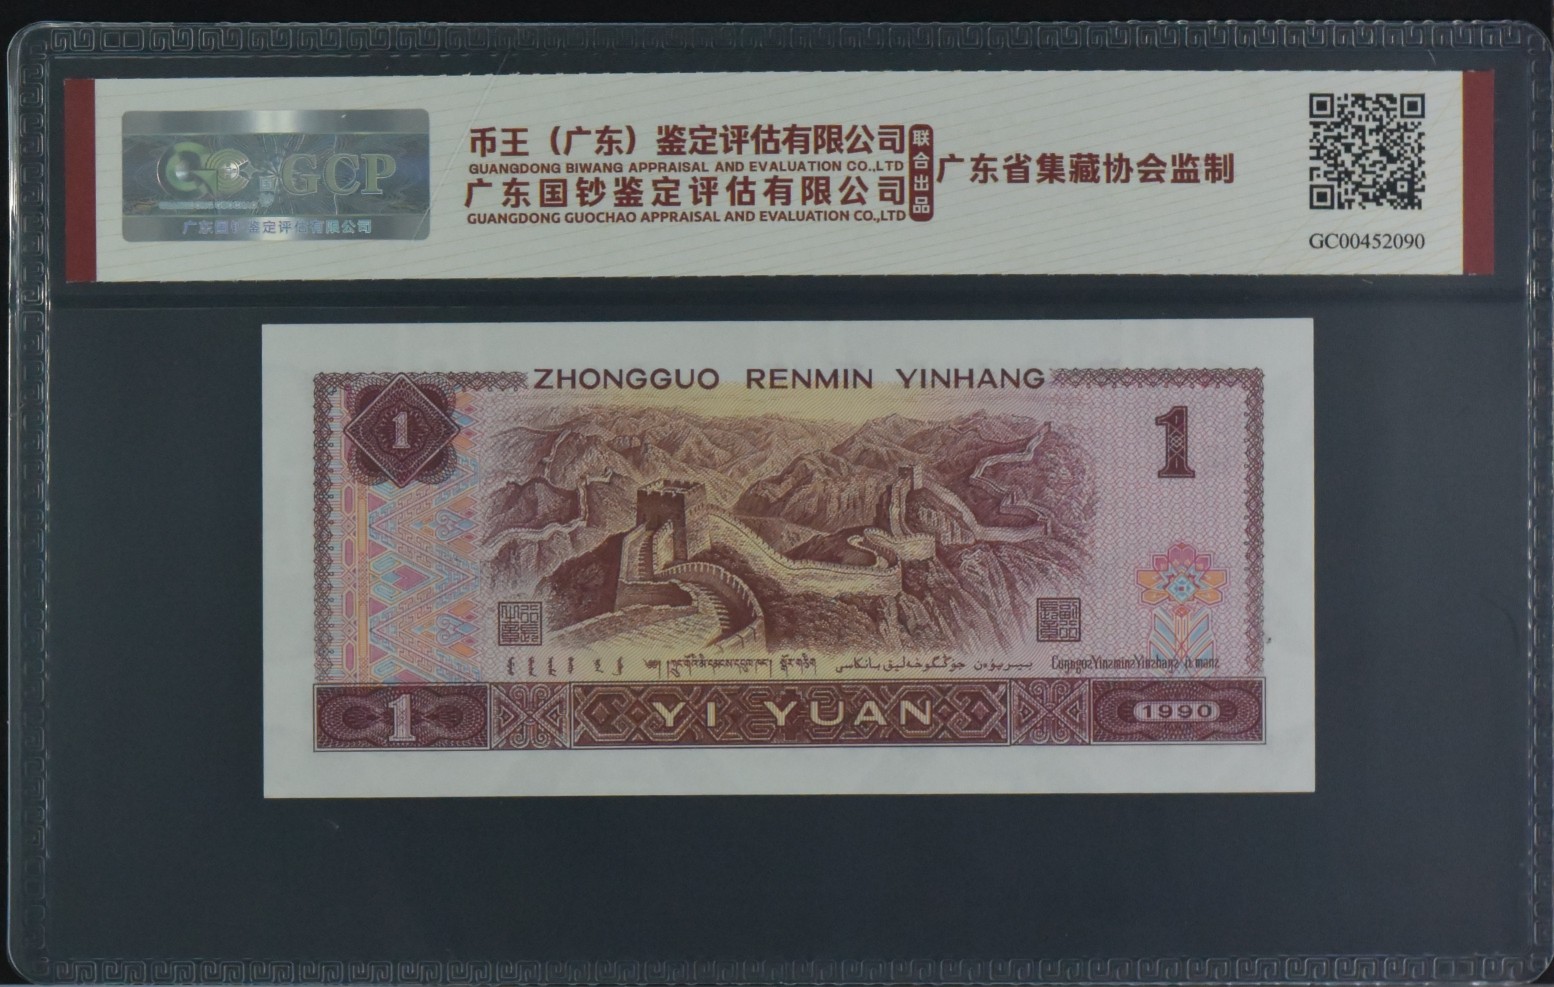 GCP
广东国钞鉴定评估有限公司
币王（广东）鉴定评估有限公司
GUANGDONG BIWANG APPRAISAL AND EVALUATION CO.,LTD
广东国钞鉴定评估有限公司
GUANGDONG GUOCHAO APPRAISAL AND EVALUATION CO.,LTD
联合出品
广东省集藏协会监制
GC00452090
ZHONGGUO RENMIN YINHANG
1
1
1
YI YUAN
1990